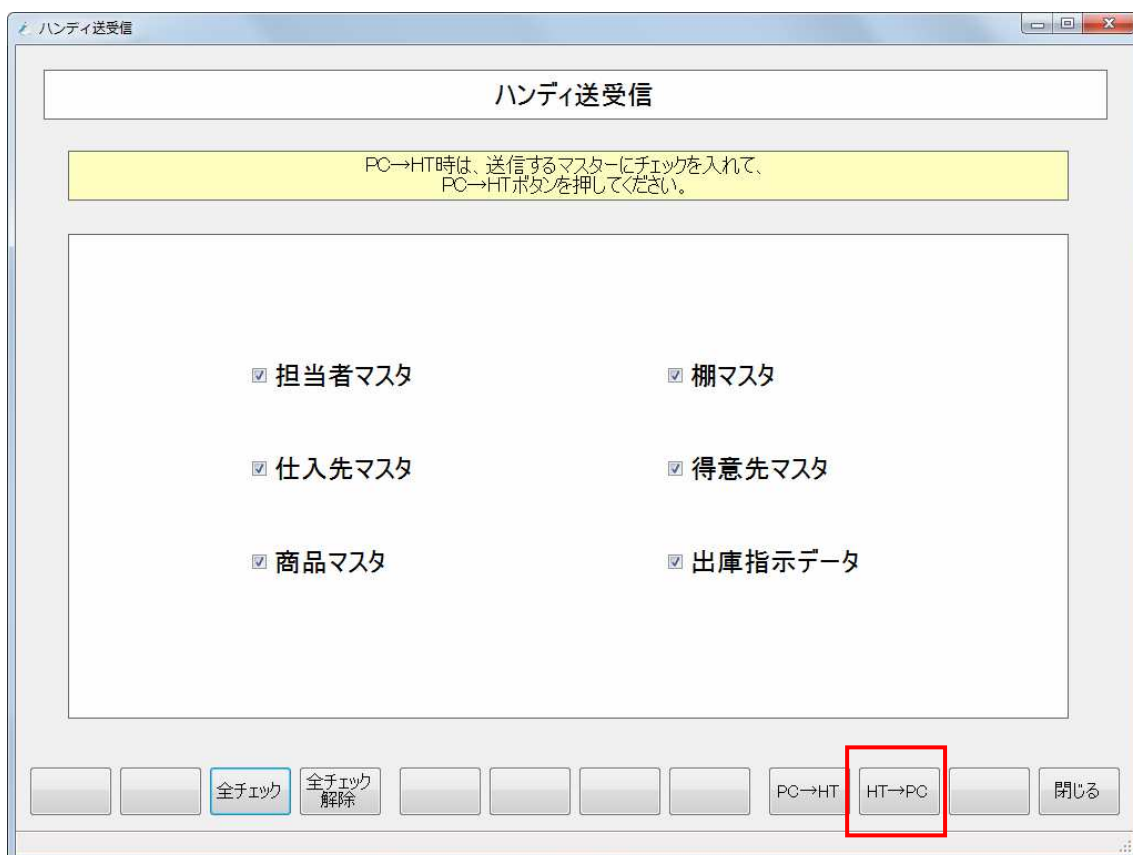 ハンディ送受信
ハンディ送受信
PC→HT時は、送信するマスターにチェックを入れて、
PC→HTボタンを押してください。
担当者マスタ
棚マスタ
仕入先マスタ
得意先マスタ
商品マスタ
出庫指示データ
全チェック
全チェック
解除
PC→HT
HT→PC
閉じる